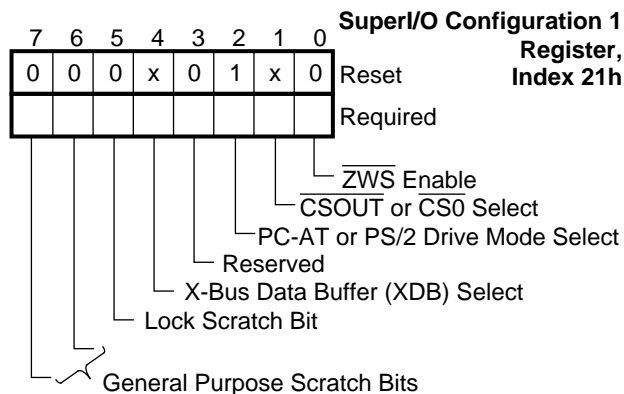 SuperI/O Configuration 1
Register,
Index 21h
7 6 5 4 3 2 1 0
0 0 0 x 0 1 x 0 Reset
Required
ZWS Enable
CSOUT or CS0 Select
PC-AT or PS/2 Drive Mode Select
Reserved
X-Bus Data Buffer (XDB) Select
Lock Scratch Bit
General Purpose Scratch Bits